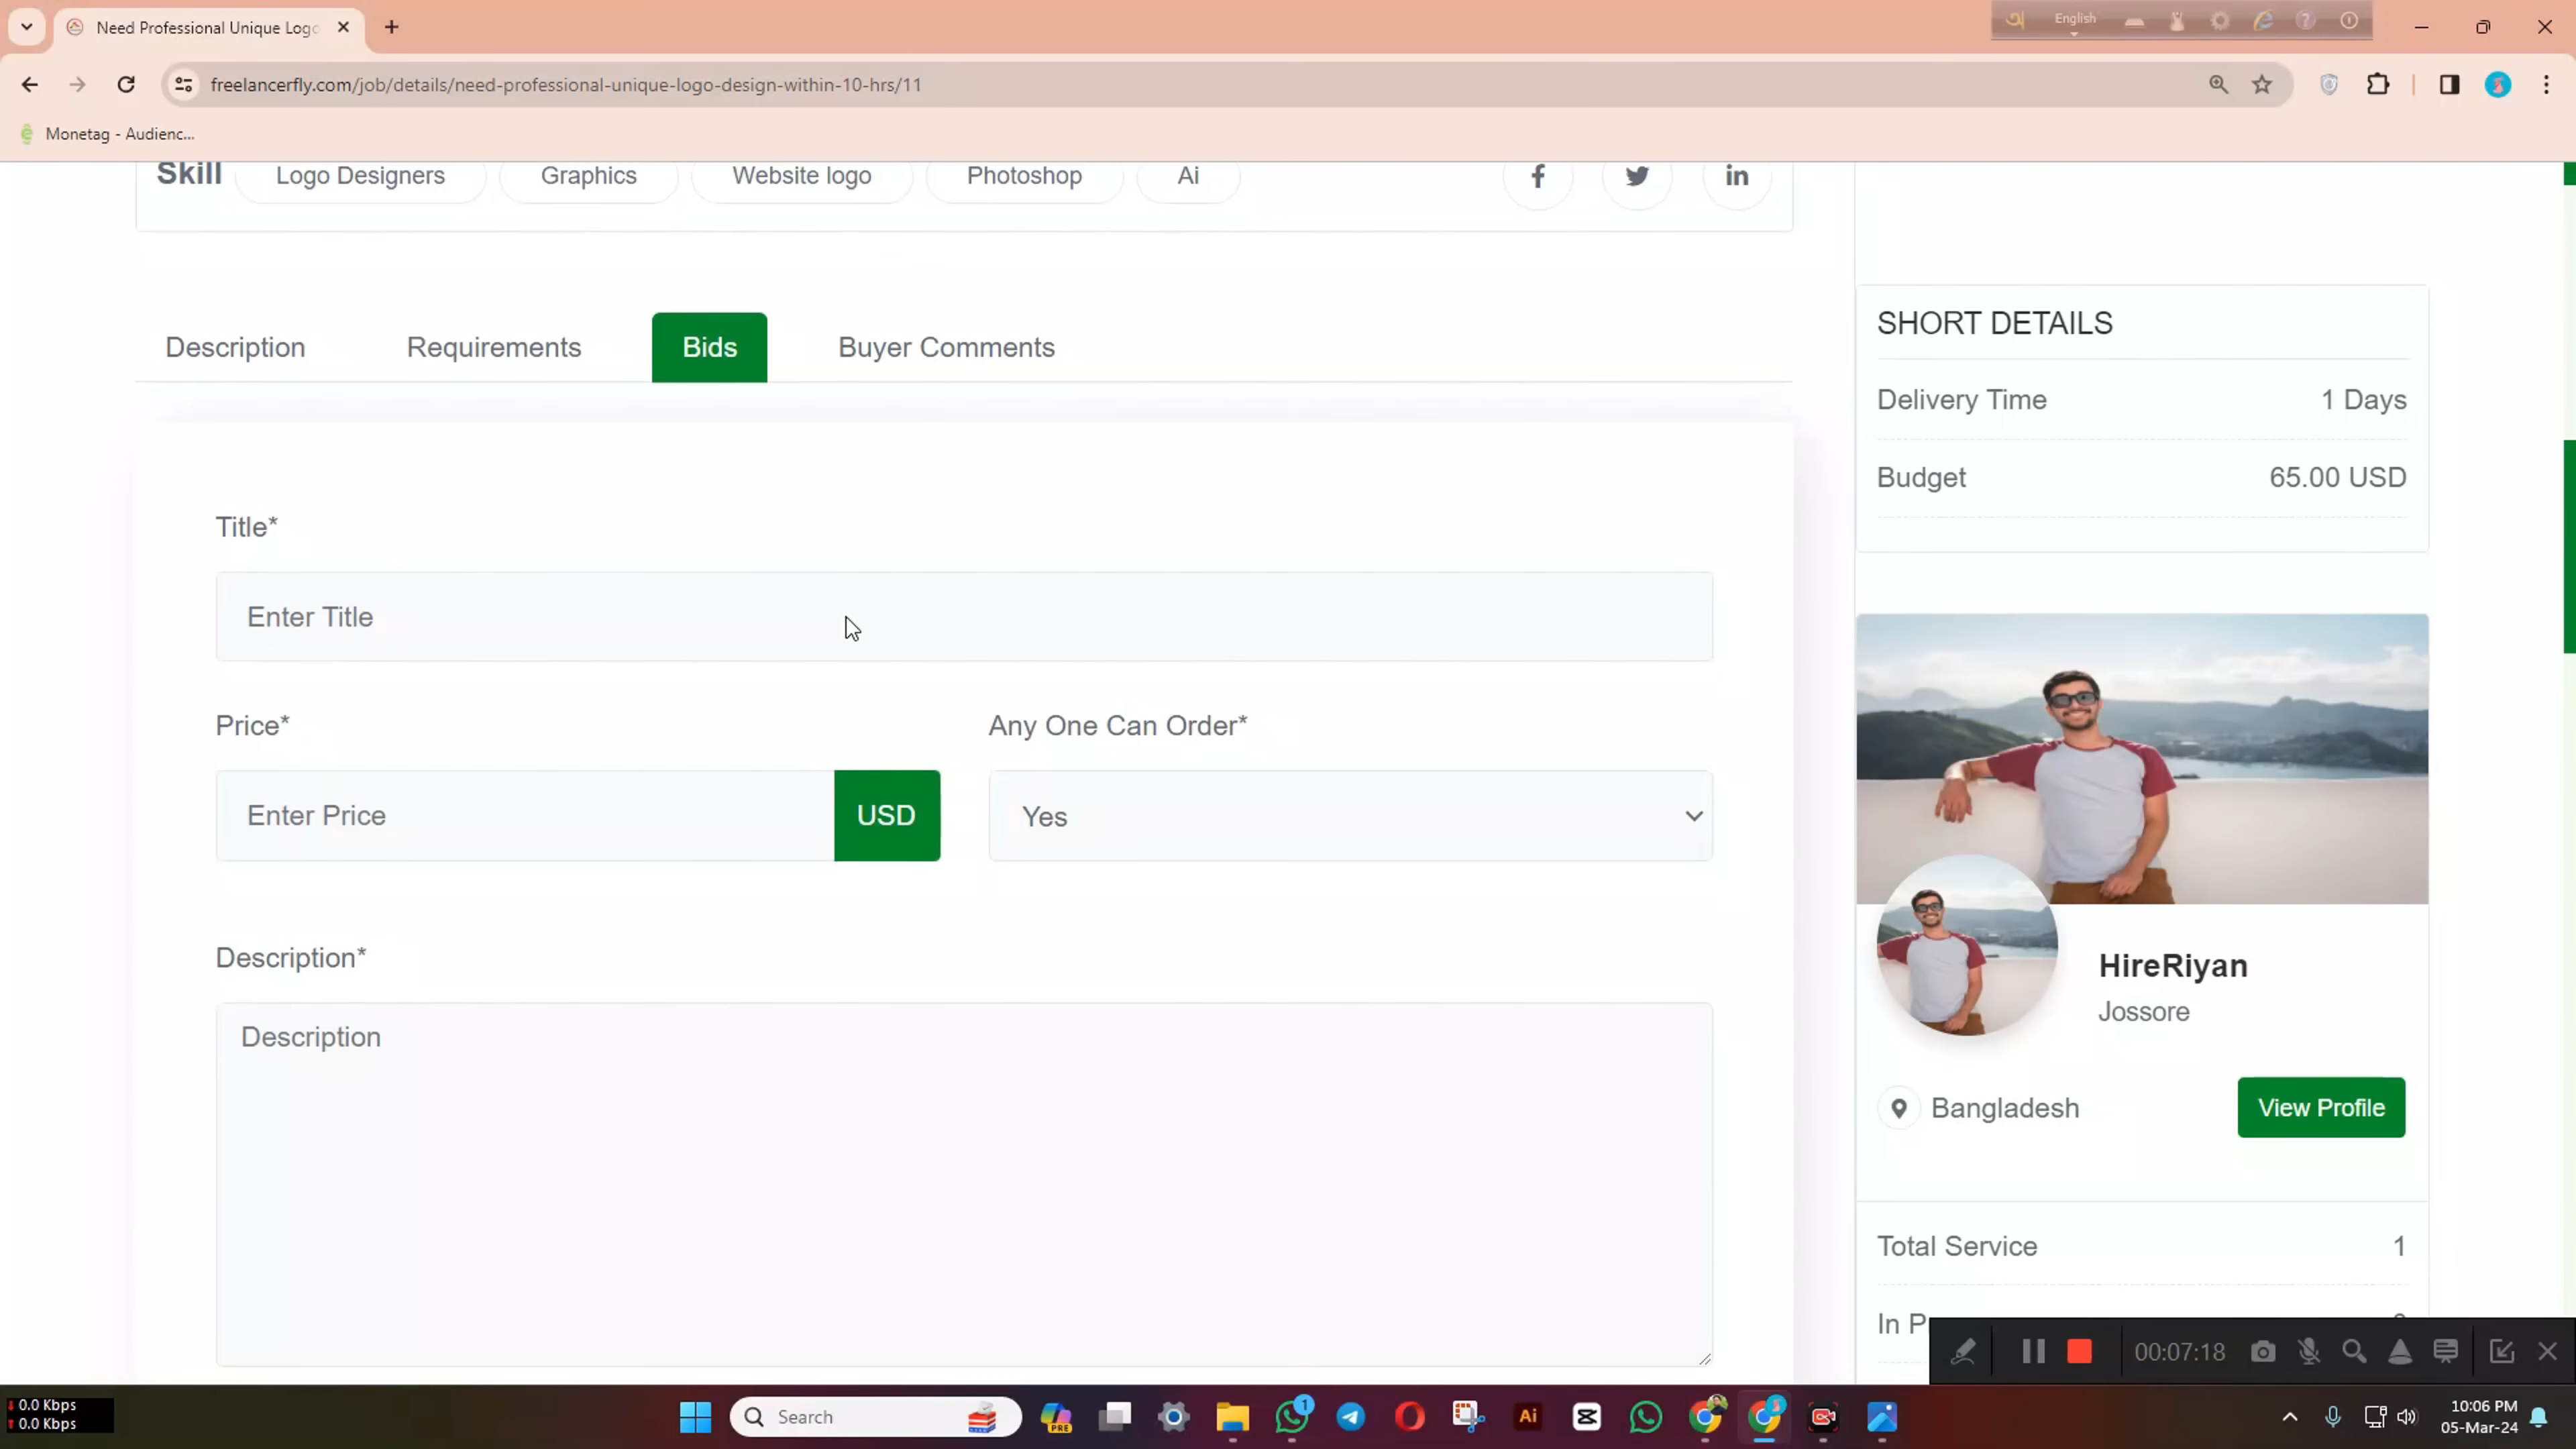 Need Professional Unique Logo
English
freelancerfly.com/job/details/need-professional-unique-logo-design-within-10-hrs/11
Monetag - Audienc...
Skill
Logo Designers
Graphics
Website logo
Photoshop
Ai
Description
Requirements
Bids
Buyer Comments
Title*
Enter Title
Price*
Any One Can Order*
Enter Price
USD
Yes
Description*
Description
SHORT DETAILS
Delivery Time 1 Days
Budget 65.00 USD
HireRiyan
Jossore
Bangladesh
View Profile
Total Service 1
In P
00:07:18
0.0 Kbps
0.0 Kbps
Search
PRE
1
Ai
10:06 PM
05-Mar-24